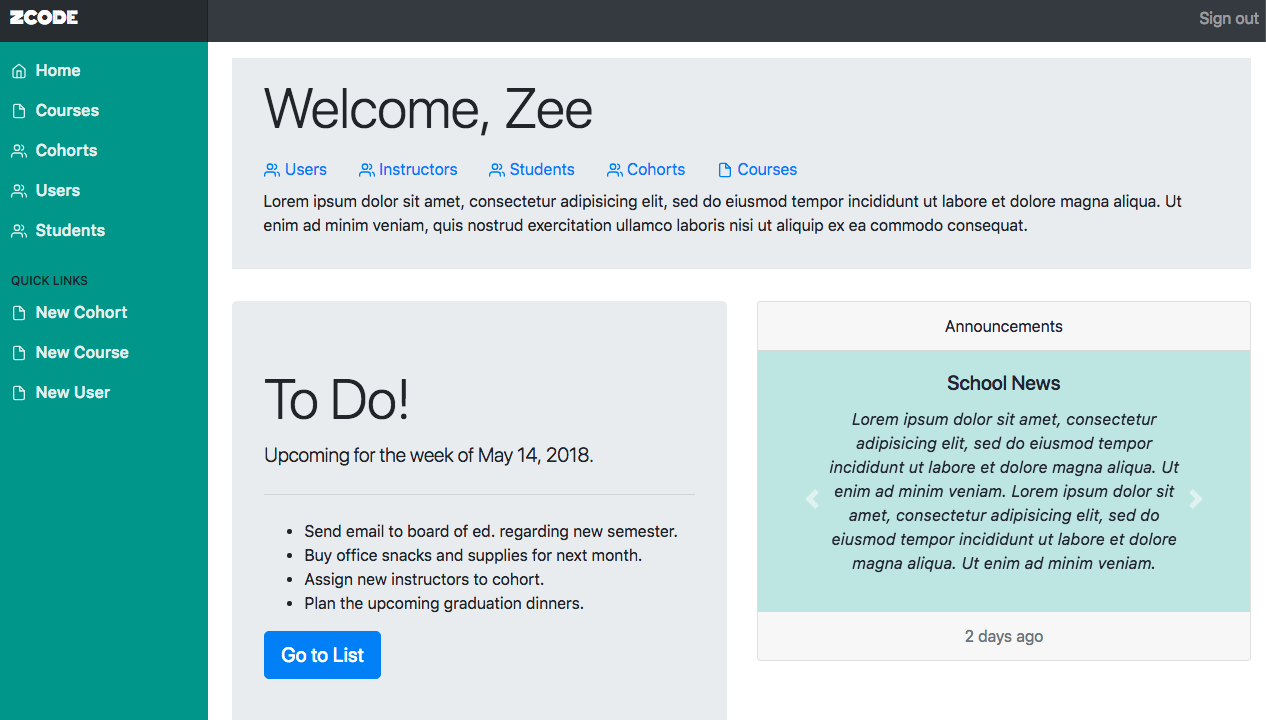 ZCODE
Sign out
Home
Courses
Cohorts
Users
Students
QUICK LINKS
New Cohort
New Course
New User
Welcome, Zee
Users Instructors Students Cohorts Courses
Lorem ipsum dolor sit amet, consectetur adipisicing elit, sed do eiusmod tempor incididunt ut labore et dolore magna aliqua. Ut
enim ad minim veniam, quis nostrud exercitation ullamco laboris nisi ut aliquip ex ea commodo consequat.
To Do!
Upcoming for the week of May 14, 2018.
• Send email to board of ed. regarding new semester.
• Buy office snacks and supplies for next month.
• Assign new instructors to cohort.
• Plan the upcoming graduation dinners.
Go to List
Announcements
School News
Lorem ipsum dolor sit amet, consectetur
adipisicing elit, sed do eiusmod tempor
incididunt ut labore et dolore magna aliqua. Ut
enim ad minim veniam. Lorem ipsum dolor sit
amet, consectetur adipisicing elit, sed do
eiusmod tempor incididunt ut labore et dolore
magna aliqua. Ut enim ad minim veniam.
2 days ago